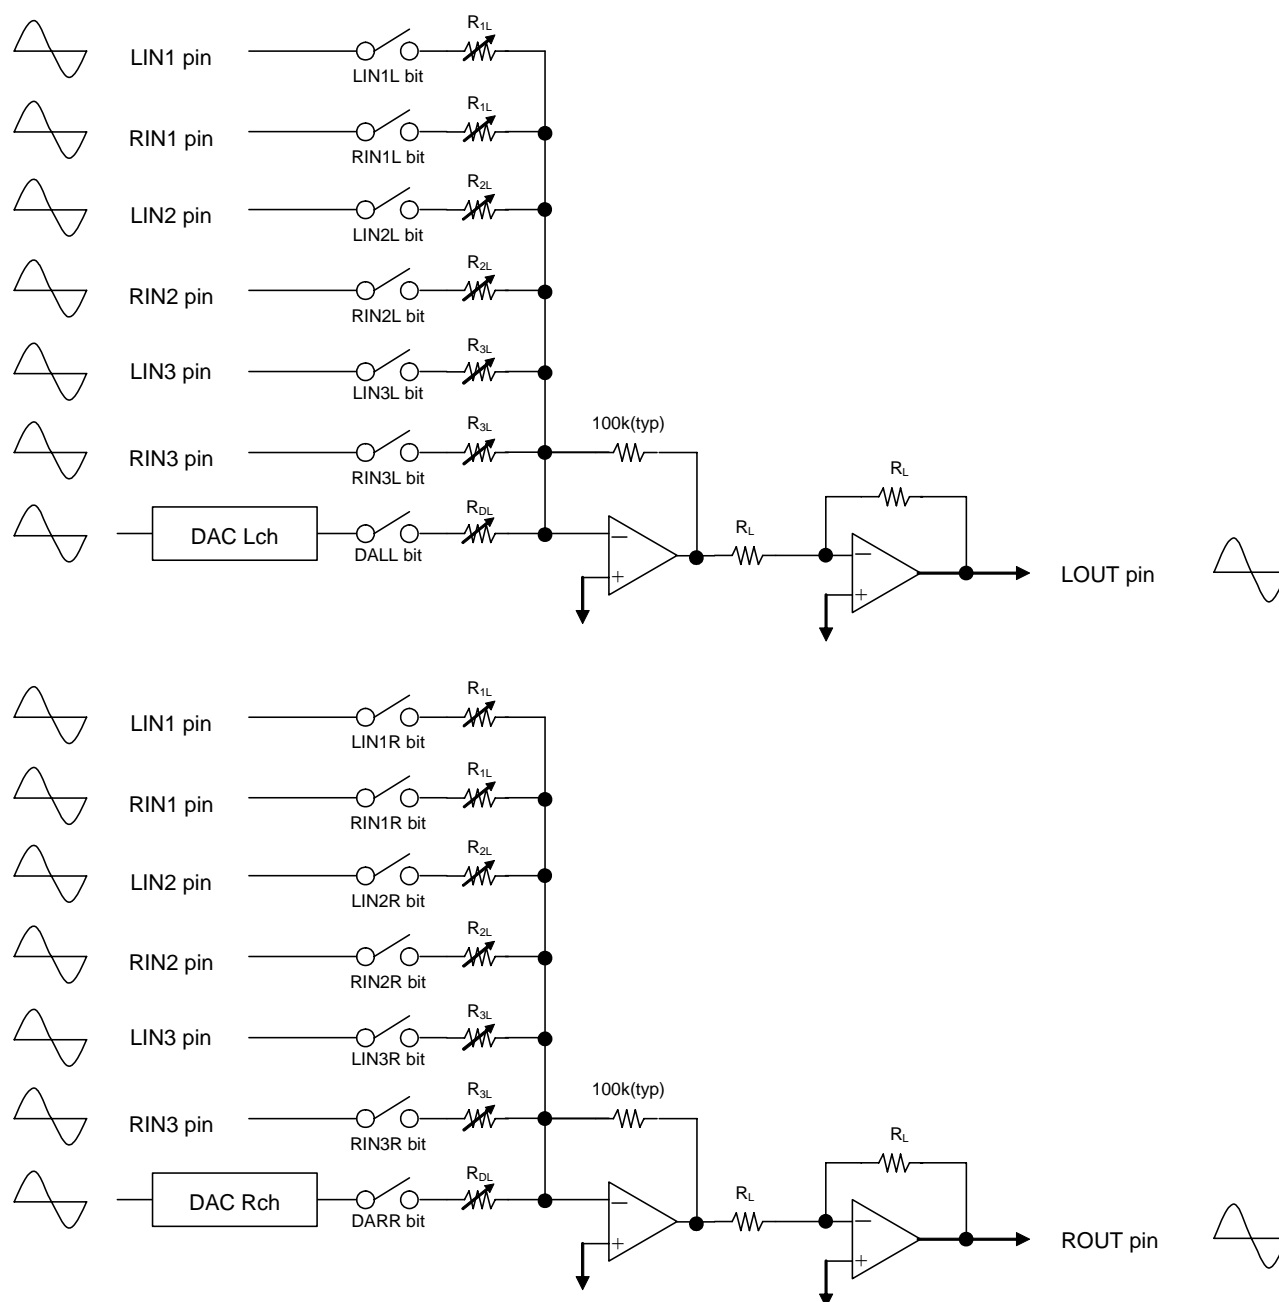 R1L
LIN1 pin
LIN1L bit
R1L
RIN1 pin
RIN1L bit
R2L
LIN2 pin
LIN2L bit
R2L
RIN2 pin
RIN2L bit
R3L
LIN3 pin
LIN3L bit
R3L
100k(typ)
RIN3 pin
RIN3L bit
RL
RDL
DAC Lch
DALL bit
RL
−
+
−
+
LOUT pin
R1L
LIN1 pin
LIN1R bit
R1L
RIN1 pin
RIN1R bit
R2L
LIN2 pin
LIN2R bit
R2L
RIN2 pin
RIN2R bit
R3L
LIN3 pin
LIN3R bit
R3L
100k(typ)
RIN3 pin
RIN3R bit
RL
RDL
DAC Rch
DARR bit
RL
−
+
−
+
ROUT pin